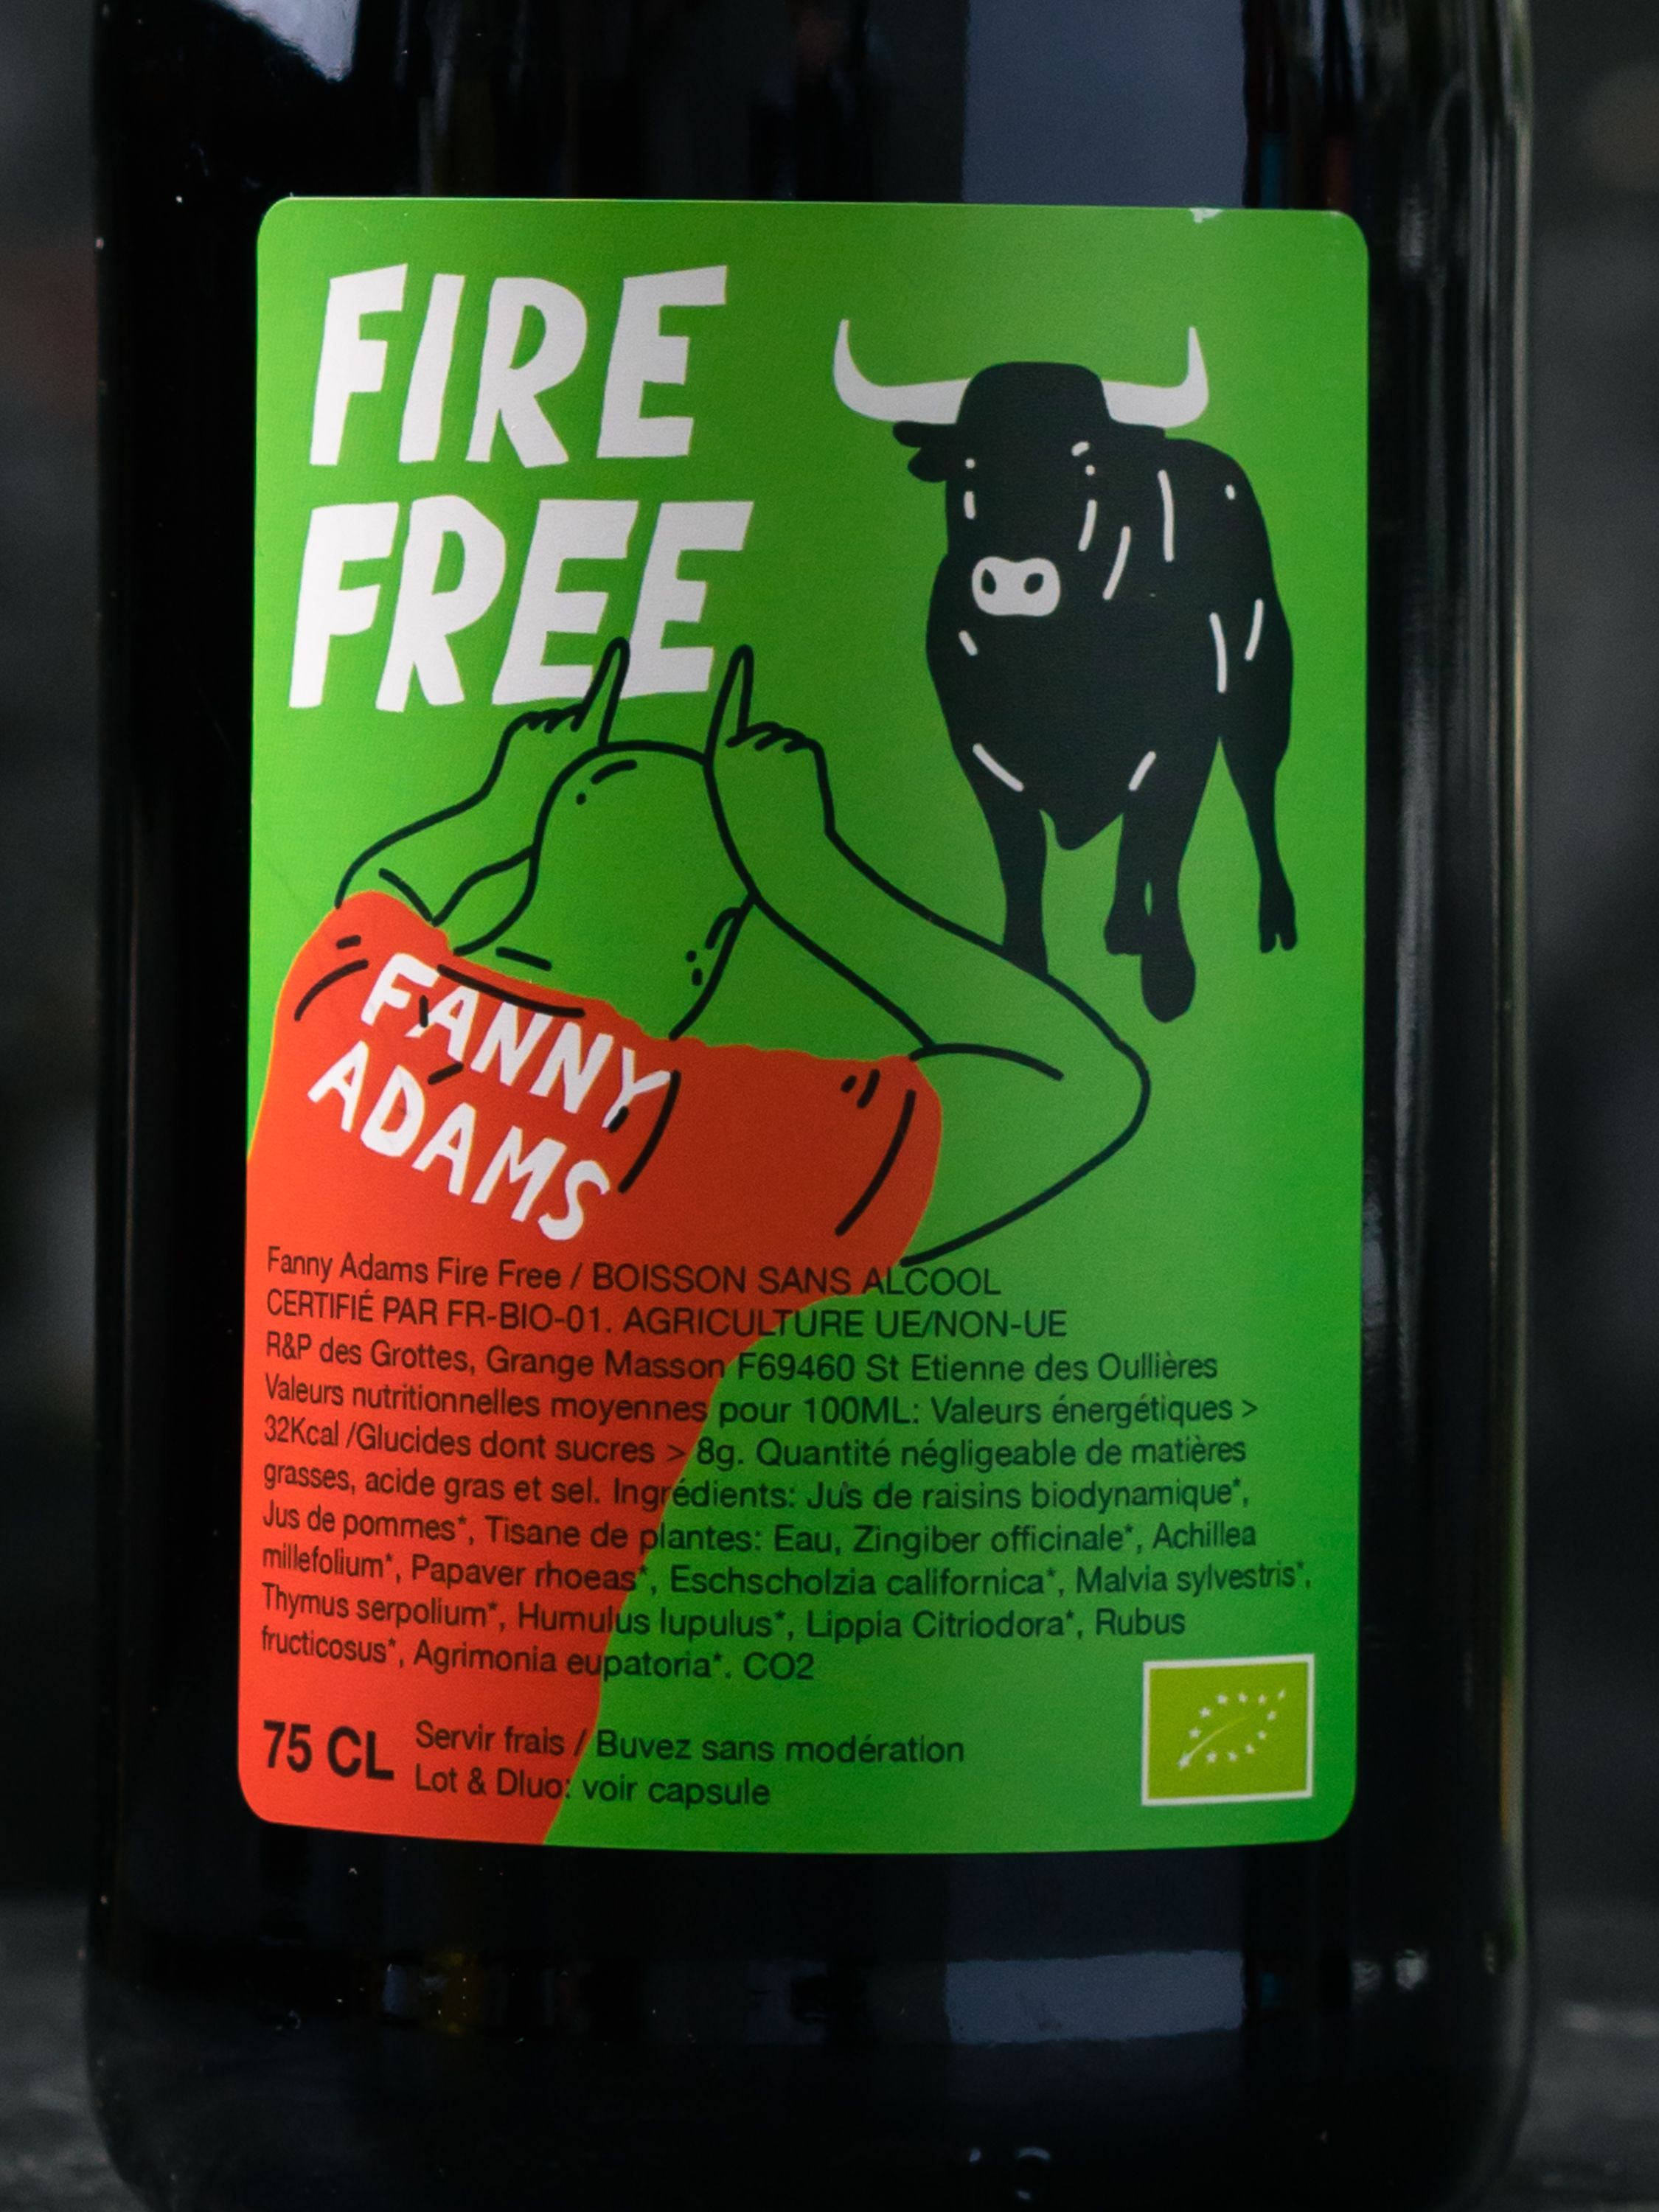 FIRE
FREE
FANNY
ADAMS
Fanny Adams Fire Free / BOISSON SANS ALCOOL
CERTIFIÉ PAR FR-BIO-01. AGRICULTURE UE/NON-UE
R&P des Grottes, Grange Masson F69460 St Etienne des Oullières
Valeurs nutritionnelles moyennes pour 100ML: Valeurs énergétiques >
32Kcal /Glucides dont sucres > 8g. Quantité négligeable de matières
grasses, acide gras et sel. Ingrédients: Jus de raisins biodynamique*,
Jus de pommes*, Tisane de plantes: Eau, Zingiber officinale*, Achillea
millefolium*, Papaver rhoeas*, Eschscholzia californica*, Malvia sylvestris*,
Thymus serpolium*, Humulus lupulus*, Lippia Citriodora*, Rubus
fructicosus*, Agrimonia eupatoria*. CO2
75 CL
Servir frais / Buvez sans modération
Lot & Dluo: voir capsule